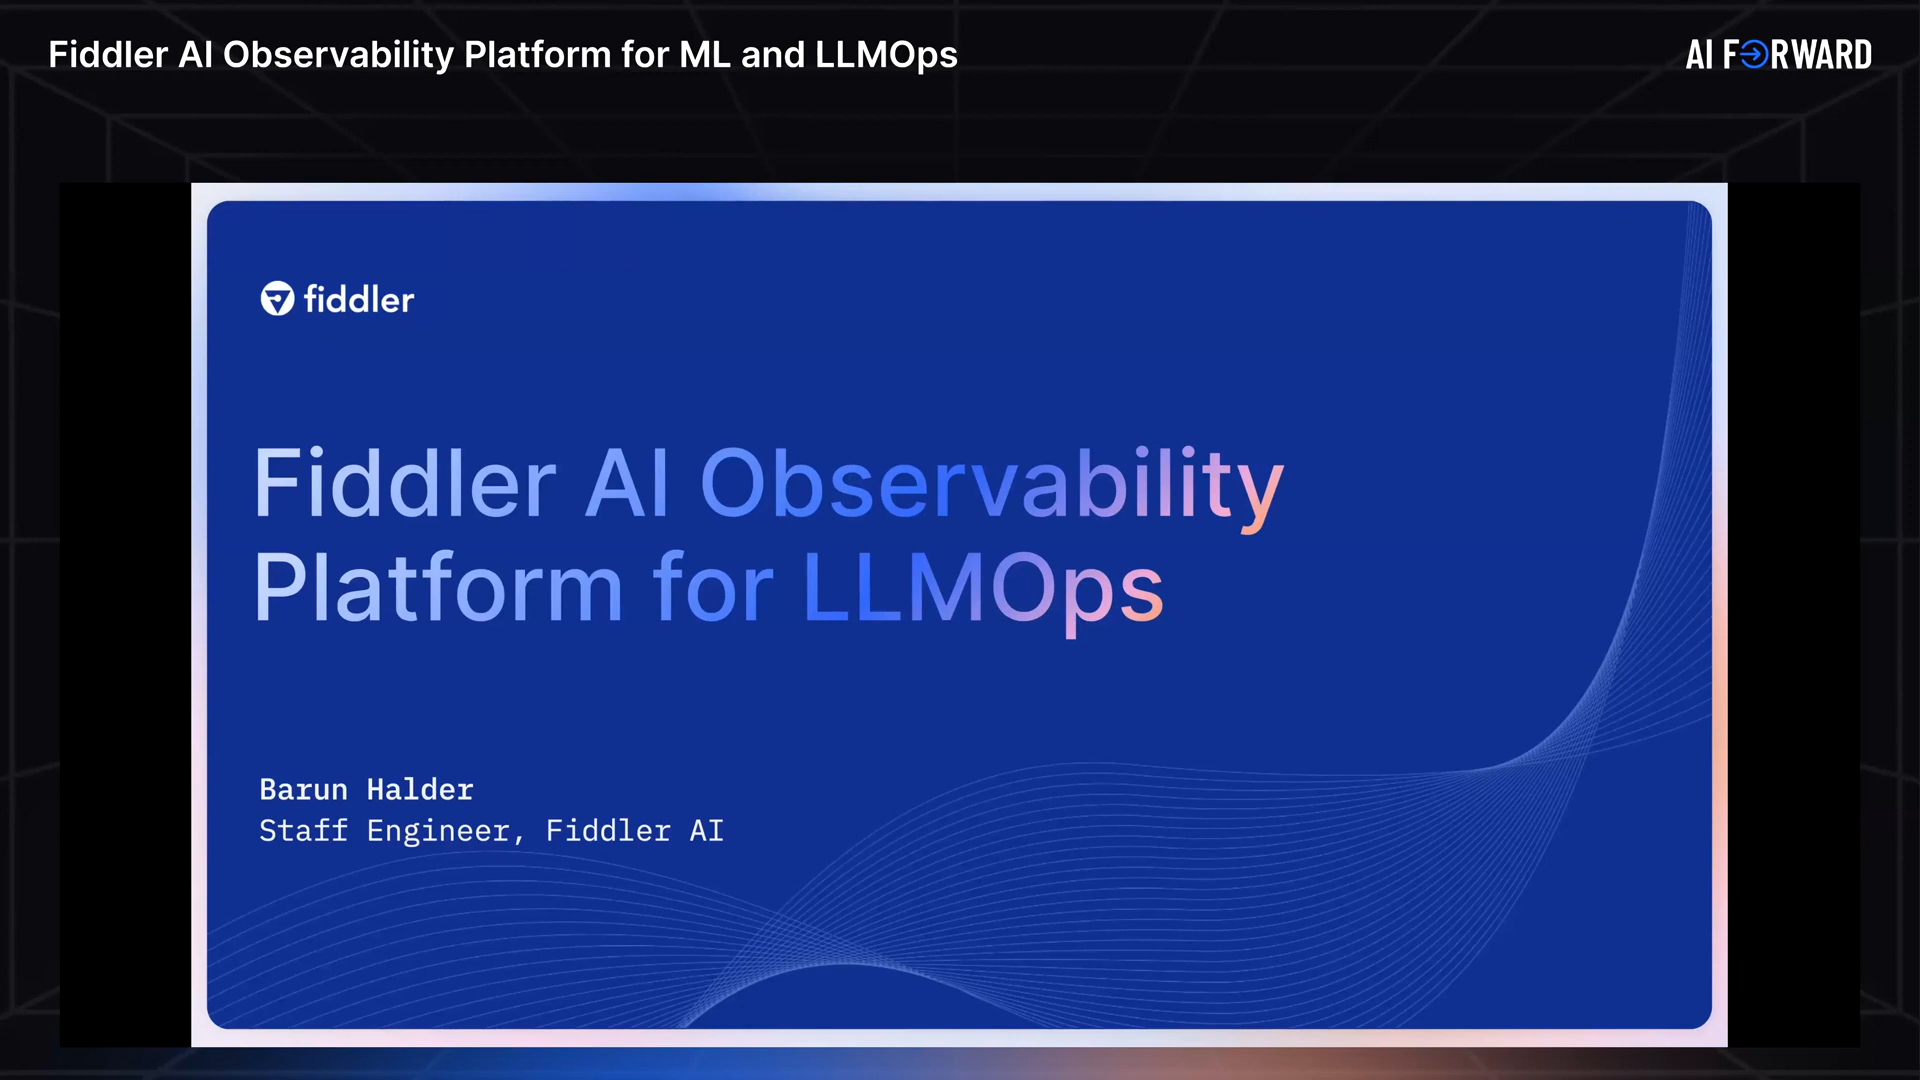 Fiddler AI Observability Platform for ML and LLMOps
AI FORWARD
fiddler
Fiddler AI Observability
Platform for LLMOps
Barun Halder
Staff Engineer, Fiddler AI